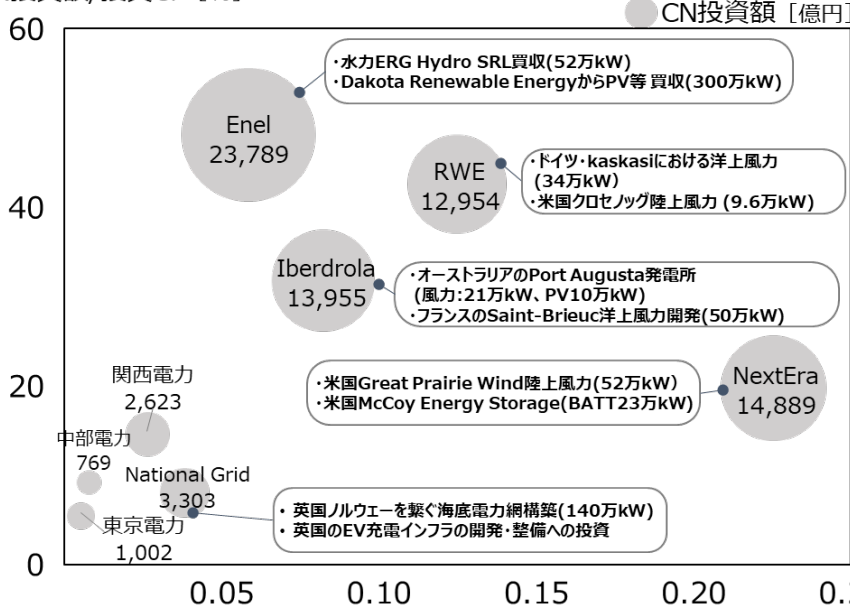 CN投資額 [億円]
60
・水力ERG Hydro SRL買収(52万kW)
・Dakota Renewable EnergyからPV等 買収(300万kW)
Enel
23,789
RWE
12,954
・ドイツ・kaskasiにおける洋上風力
(34万kW)
・米国クロセノッグ陸上風力 (9.6万kW)
40
Iberdrola
13,955
・オーストラリアのPort Augusta発電所
(風力:21万kW、PV10万kW)
・フランスのSaint-Brieuc洋上風力開発(50万kW)
20
関西電力
2,623
・米国Great Prairie Wind陸上風力(52万kW)
・米国McCoy Energy Storage(BATT23万kW)
NextEra
14,889
中部電力
769
National Grid
3,303
・ 英国ノルウェーを繋ぐ海底電力網構築(140万kW)
・ 英国のEV充電インフラの開発・整備への投資
東京電力
1,002
0
0.05 0.10 0.15 0.20